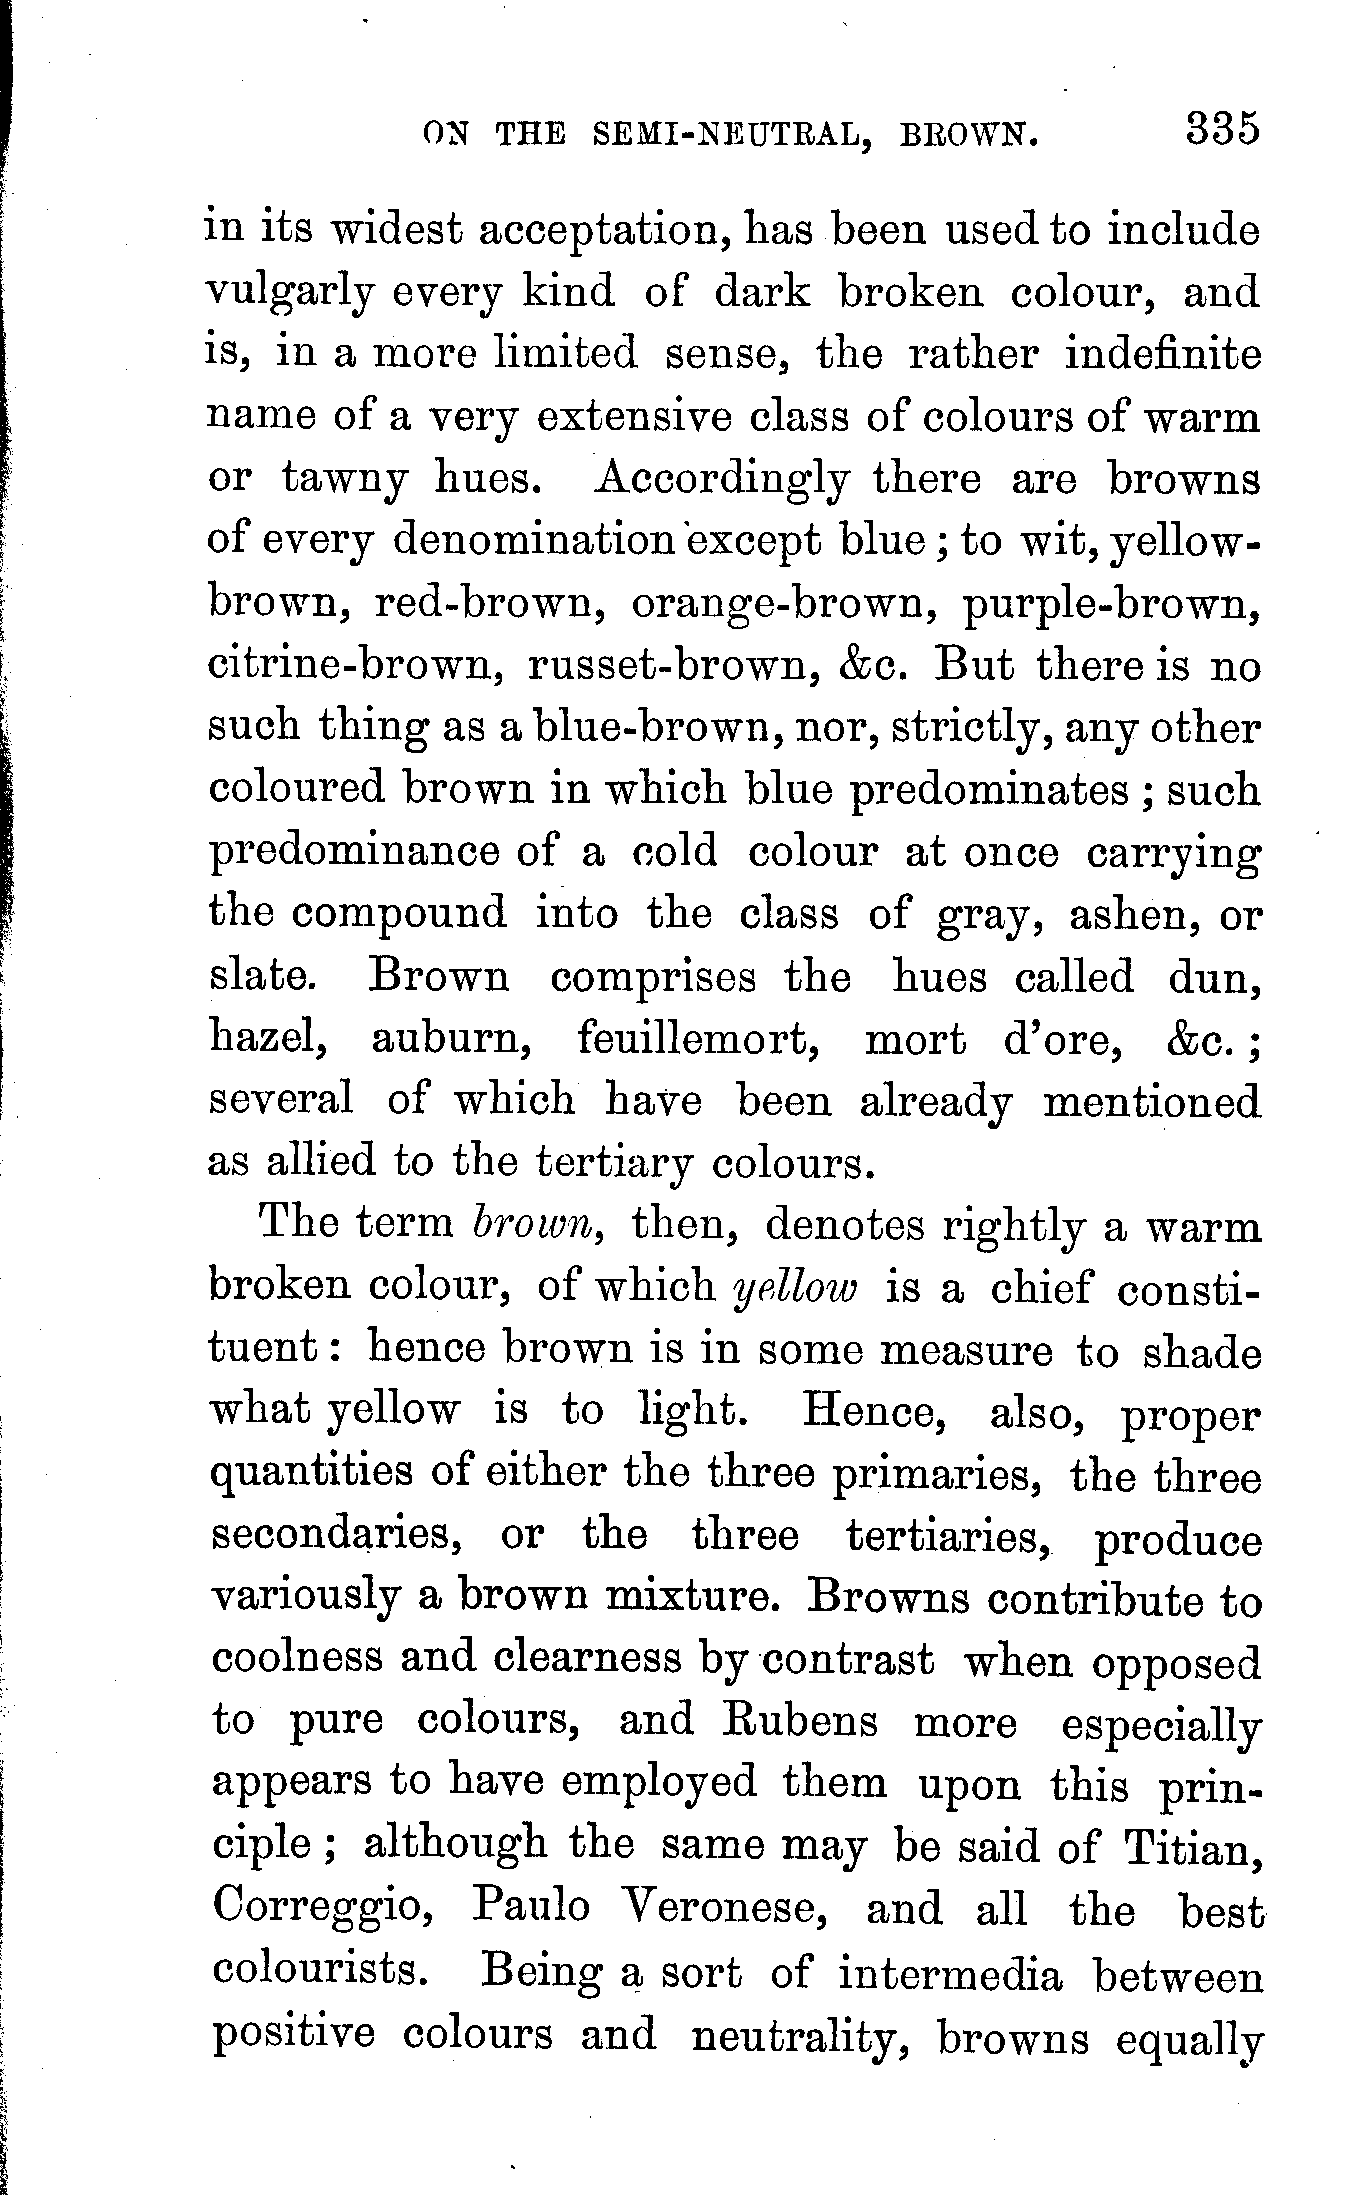 ON THE SEMI-NEUTRAL, BROWN. 335
in its widest acceptation, has been used to include
vulgarly every kind of dark broken colour, and
is, in a more limited sense, the rather indefinite
name of a very extensive class of colours of warm
or tawny hues. Accordingly there are browns
of every denomination except blue ; to wit, yellow-
brown, red-brown, orange-brown, purple-brown,
citrine-brown, russet-brown, &c. But there is no
such thing as a blue-brown, nor, strictly, any other
coloured brown in which blue predominates ; such
predominance of a cold colour at once carrying
the compound into the class of gray, ashen, or
slate. Brown comprises the hues called dun,
hazel, auburn, feuillemort, mort d'ore, &c. ;
several of which have been already mentioned
as allied to the tertiary colours.
The term brown, then, denotes rightly a warm
broken colour, of which yellow is a chief consti-
tuent : hence brown is in some measure to shade
what yellow is to light. Hence, also, proper
quantities of either the three primaries, the three
secondaries, or the three tertiaries, produce
variously a brown mixture. Browns contribute to
coolness and clearness by contrast when opposed
to pure colours, and Rubens more especially
appears to have employed them upon this prin-
ciple ; although the same may be said of Titian,
Correggio, Paulo Veronese, and all the best
colourists. Being a sort of intermedia between
positive colours and neutrality, browns equally